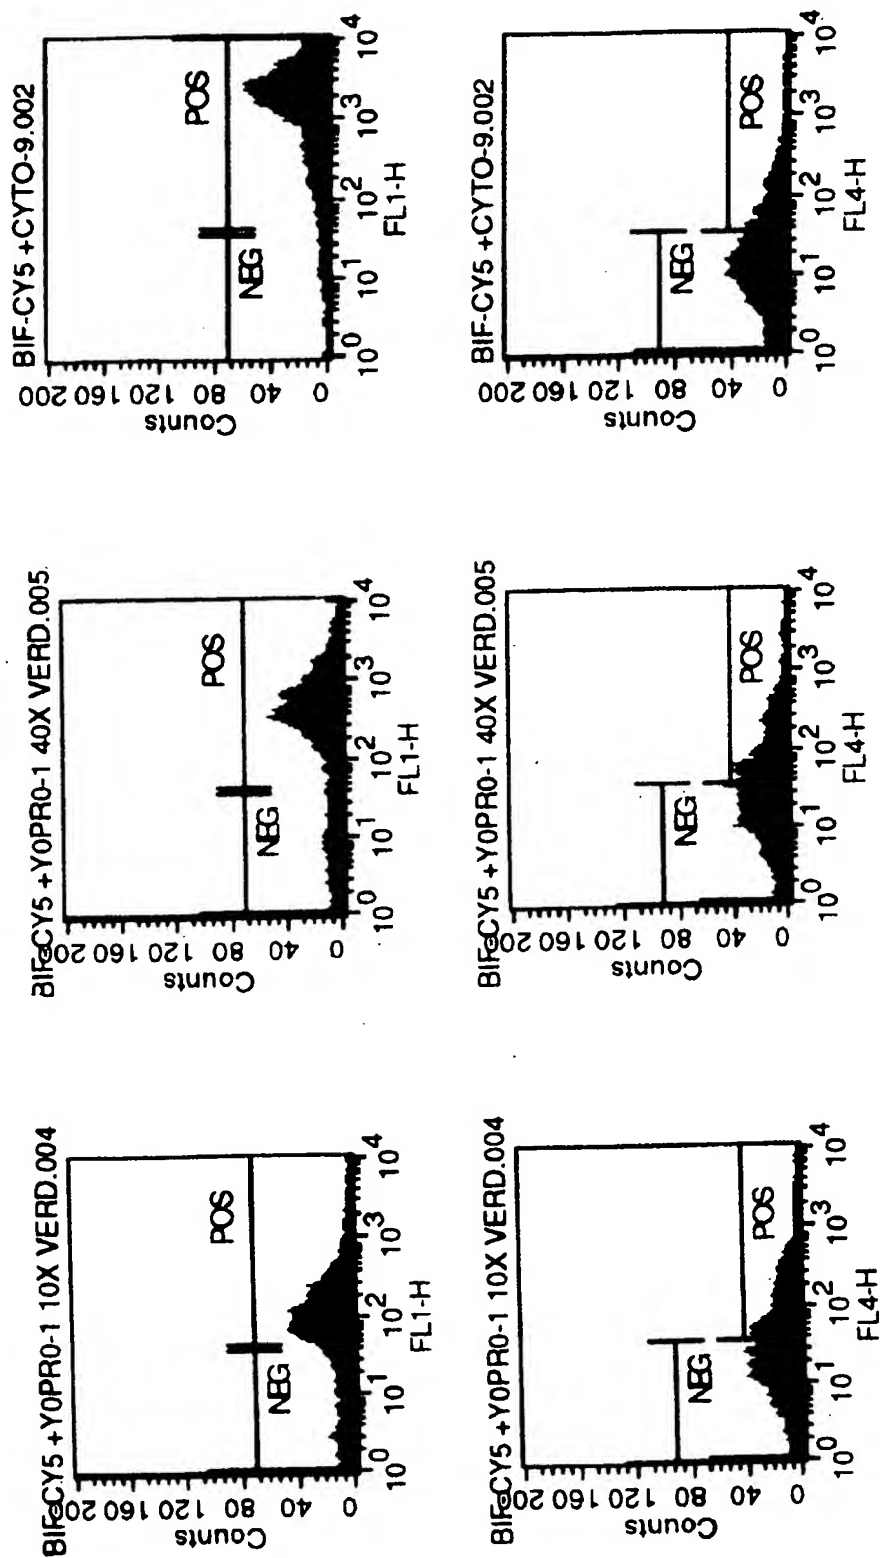 BIF-CY5 +Y0PR0-1 10X VERD.004
Counts
0 40 80 120 160 200
NEG
POS
10^0 10^1 10^2 10^3 10^4
FL1-H
BIF-CY5 +Y0PR0-1 40X VERD.005
Counts
0 40 80 120 160 200
NEG
POS
10^0 10^1 10^2 10^3 10^4
FL1-H
BIF-CY5 +CYTO-9.002
Counts
0 40 80 120 160 200
NEG
POS
10^0 10^1 10^2 10^3 10^4
FL1-H
BIF-CY5 +Y0PR0-1 10X VERD.004
Counts
0 40 80 120 160 200
NEG
POS
10^0 10^1 10^2 10^3 10^4
FL4-H
BIF-CY5 +Y0PR0-1 40X VERD.005
Counts
0 40 80 120 160 200
NEG
POS
10^0 10^1 10^2 10^3 10^4
FL4-H
BIF-CY5 +CYTO-9.002
Counts
0 40 80 120 160 200
NEG
POS
10^0 10^1 10^2 10^3 10^4
FL4-H